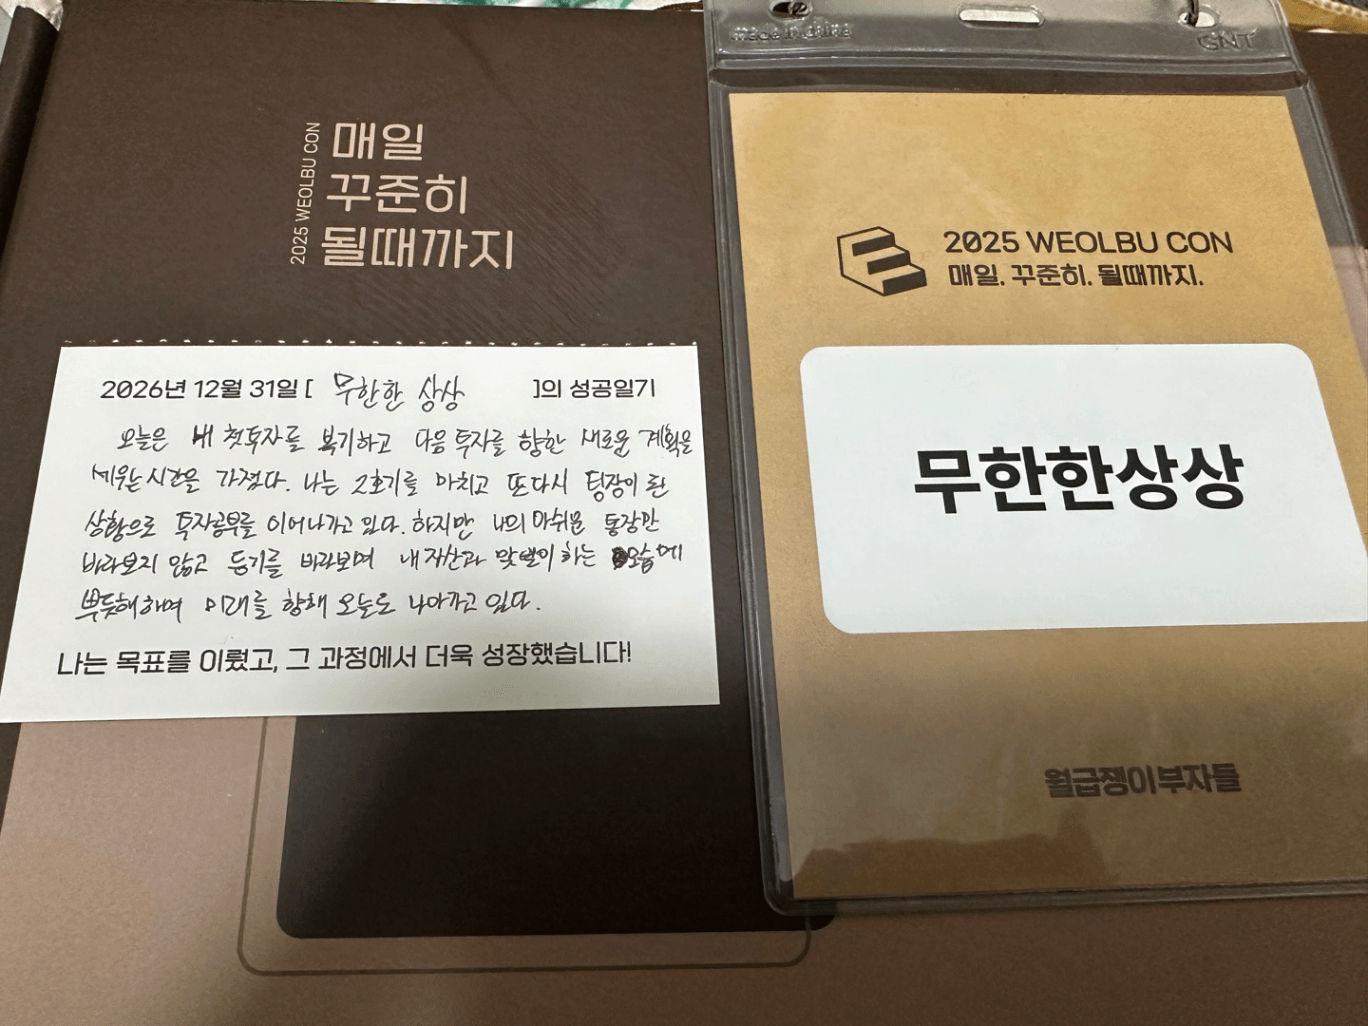 2025 WEOLBU CON
매일
꾸준히
될때까지
2026년 12월 31일 [ 무한한 상상 ]의 성공일기
오늘은 내 첫투자를 복기하고 다음 투자를 향한 새로운 계획을
세우는 시간을 가졌다. 나는 2호기를 마치고 또다시 텅장이 된
상황으로 투자공부를 이어나가고 있다. 하지만 나의 아쉬운 통장만
바라보지 않고 등기를 바라보며 내 자산과 맞벌이 하는 모습에
뿌듯해하며 미래를 향해 오늘도 나아가고 있다.
나는 목표를 이뤘고, 그 과정에서 더욱 성장했습니다!
made in china
GNT
2025 WEOLBU CON
매일. 꾸준히. 될때까지.
무한한상상
월급쟁이부자들